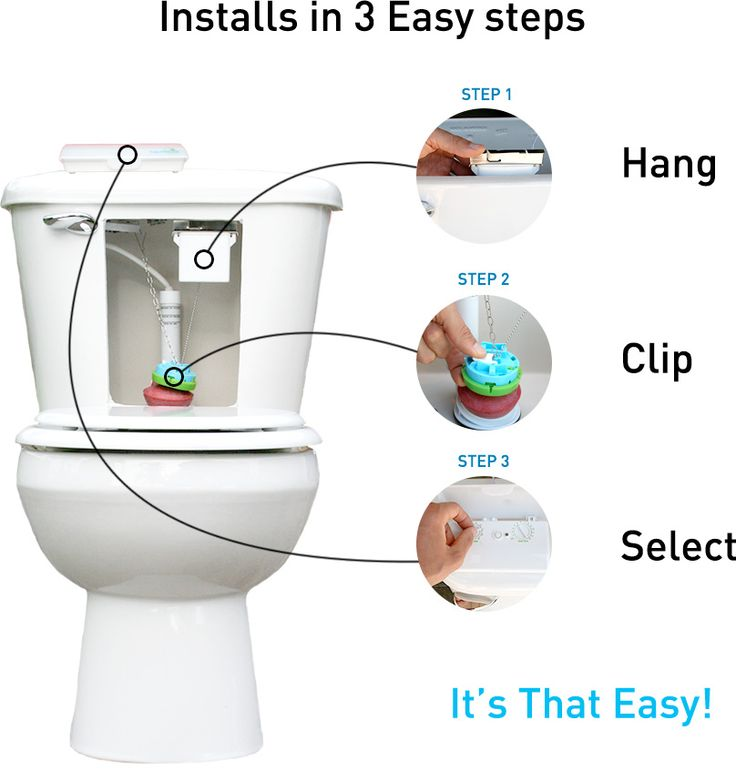 Installs in 3 Easy steps
STEP 1
Hang
STEP 2
Clip
STEP 3
Select
It's That Easy!